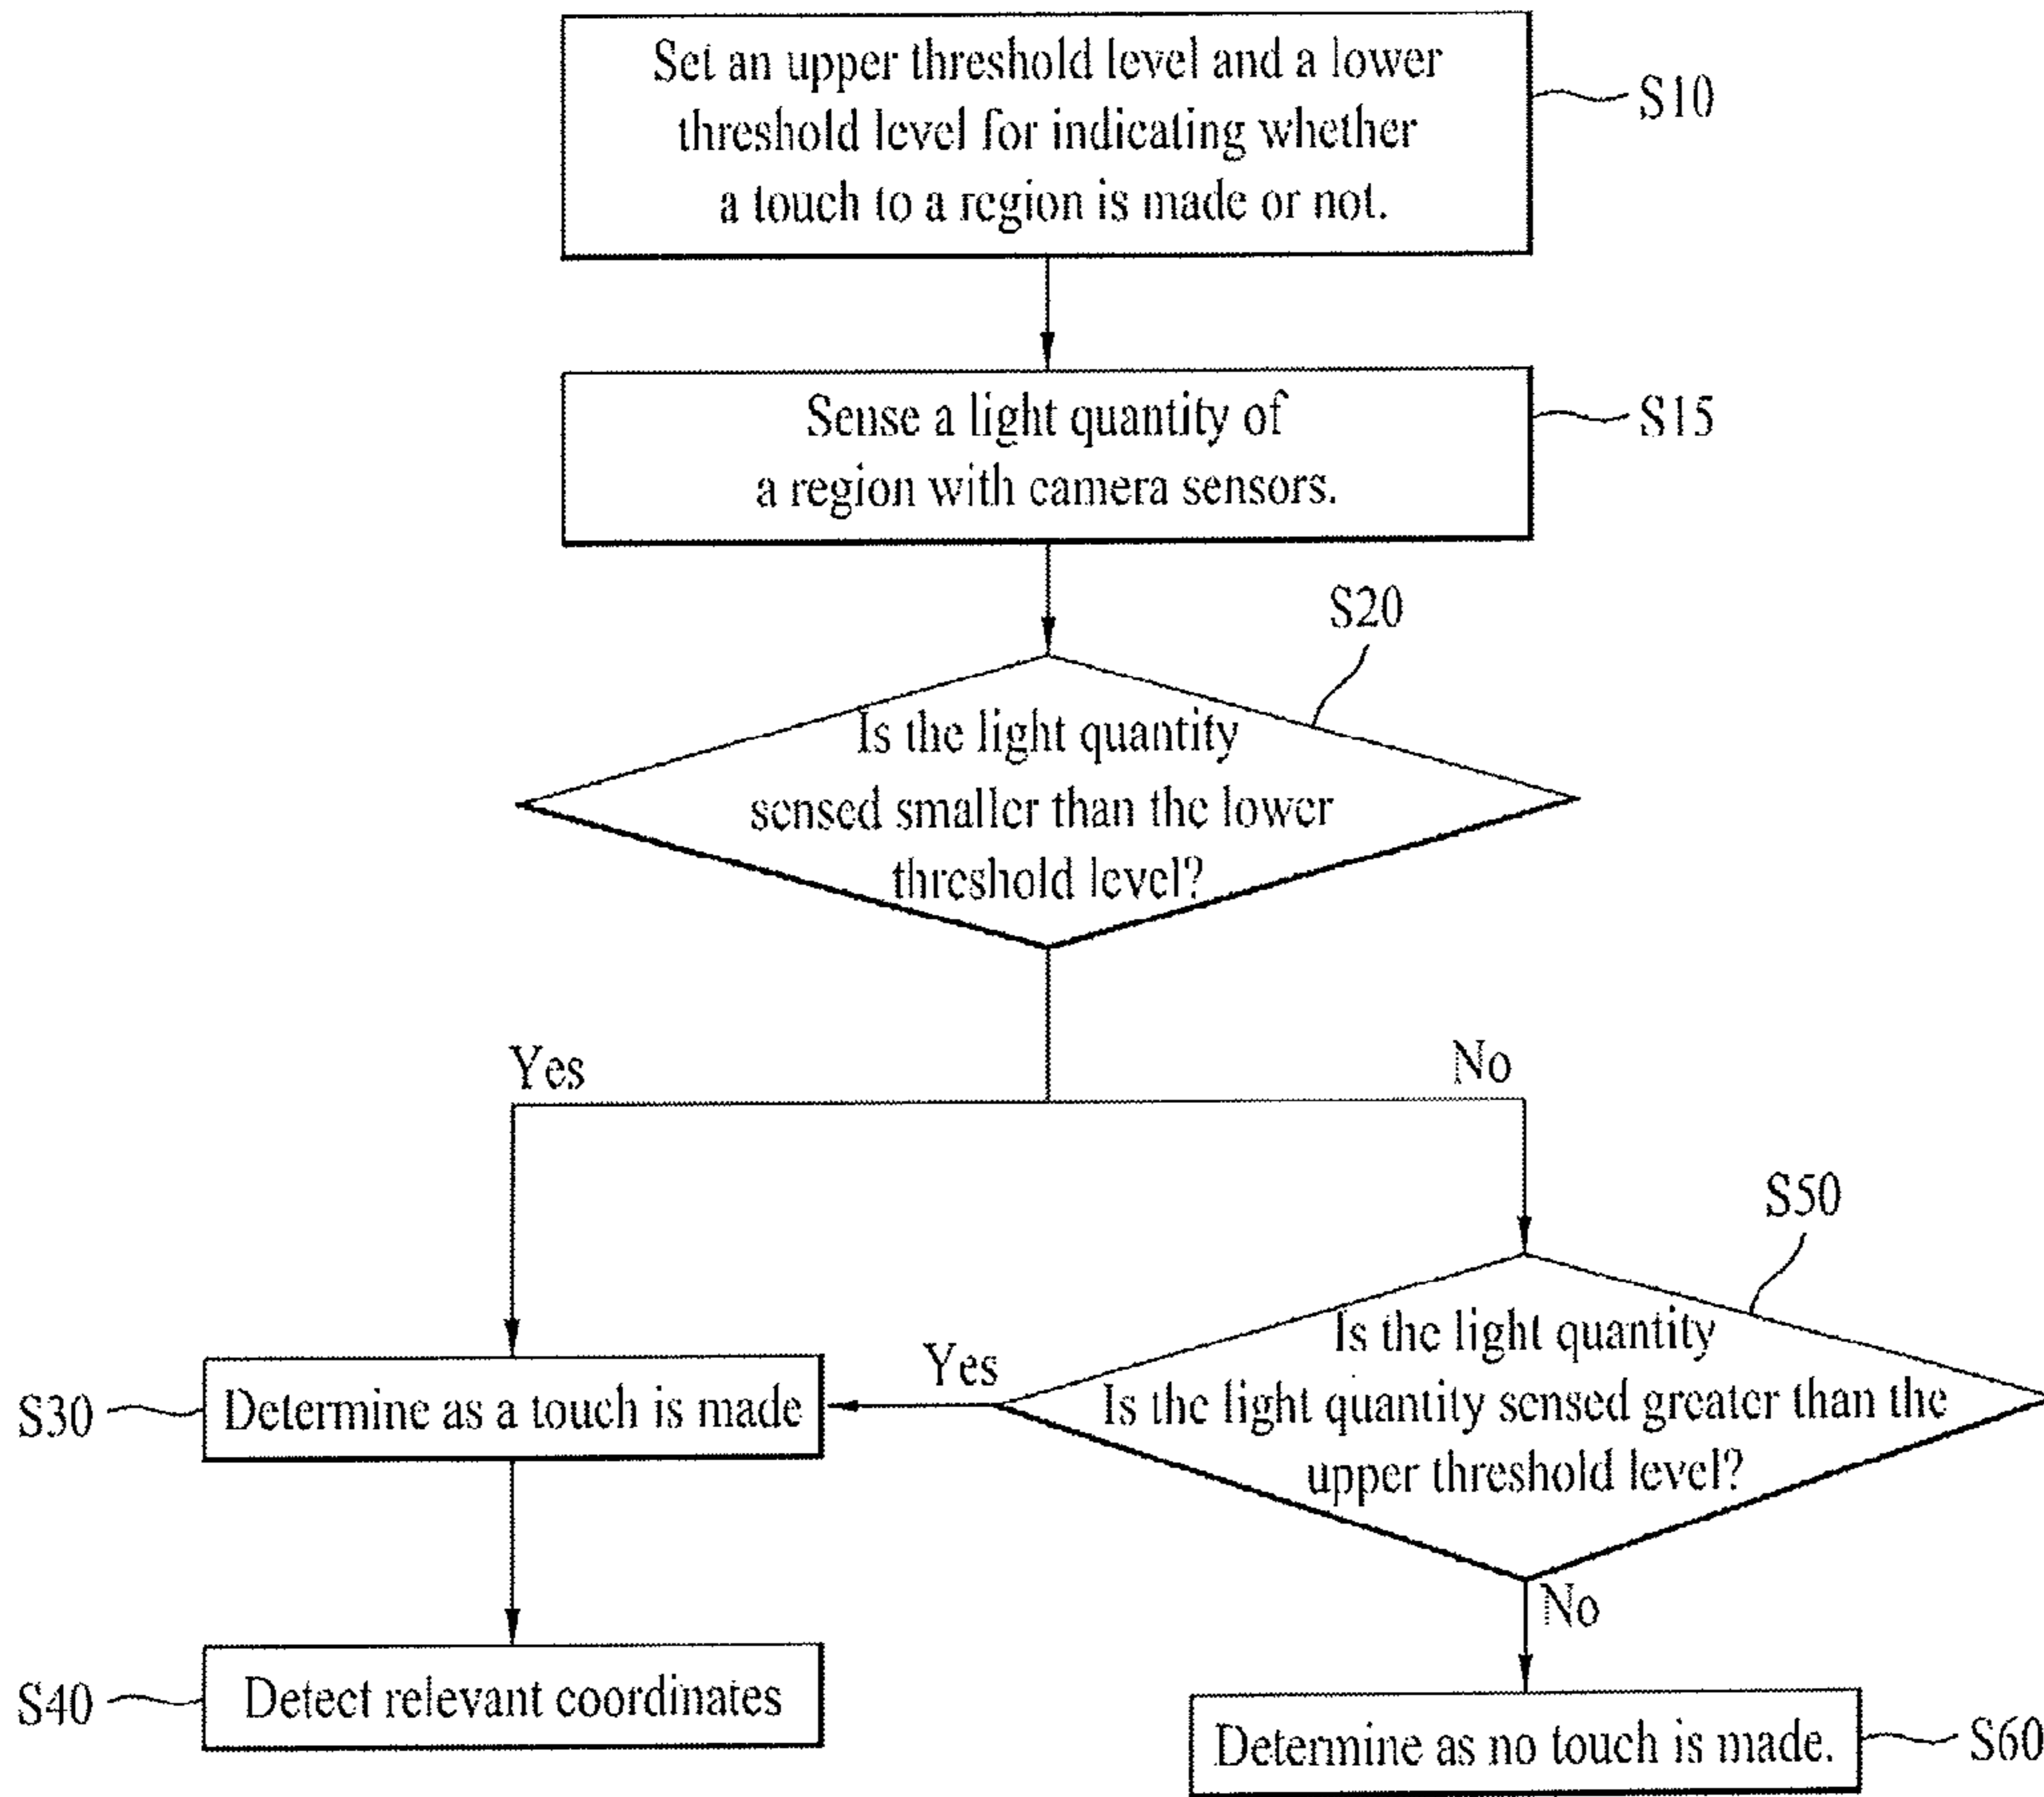 Set an upper threshold level and a lower
threshold level for indicating whether
a touch to a region is made or not.
S10
Sense a light quantity of
a region with camera sensors.
S15
S20
Is the light quantity
sensed smaller than the lower
threshold level?
Yes
No
S50
Is the light quantity
Is the light quantity sensed greater than the
upper threshold level?
Yes
S30
Determine as a touch is made
No
S40
Detect relevant coordinates
Determine as no touch is made.
S60